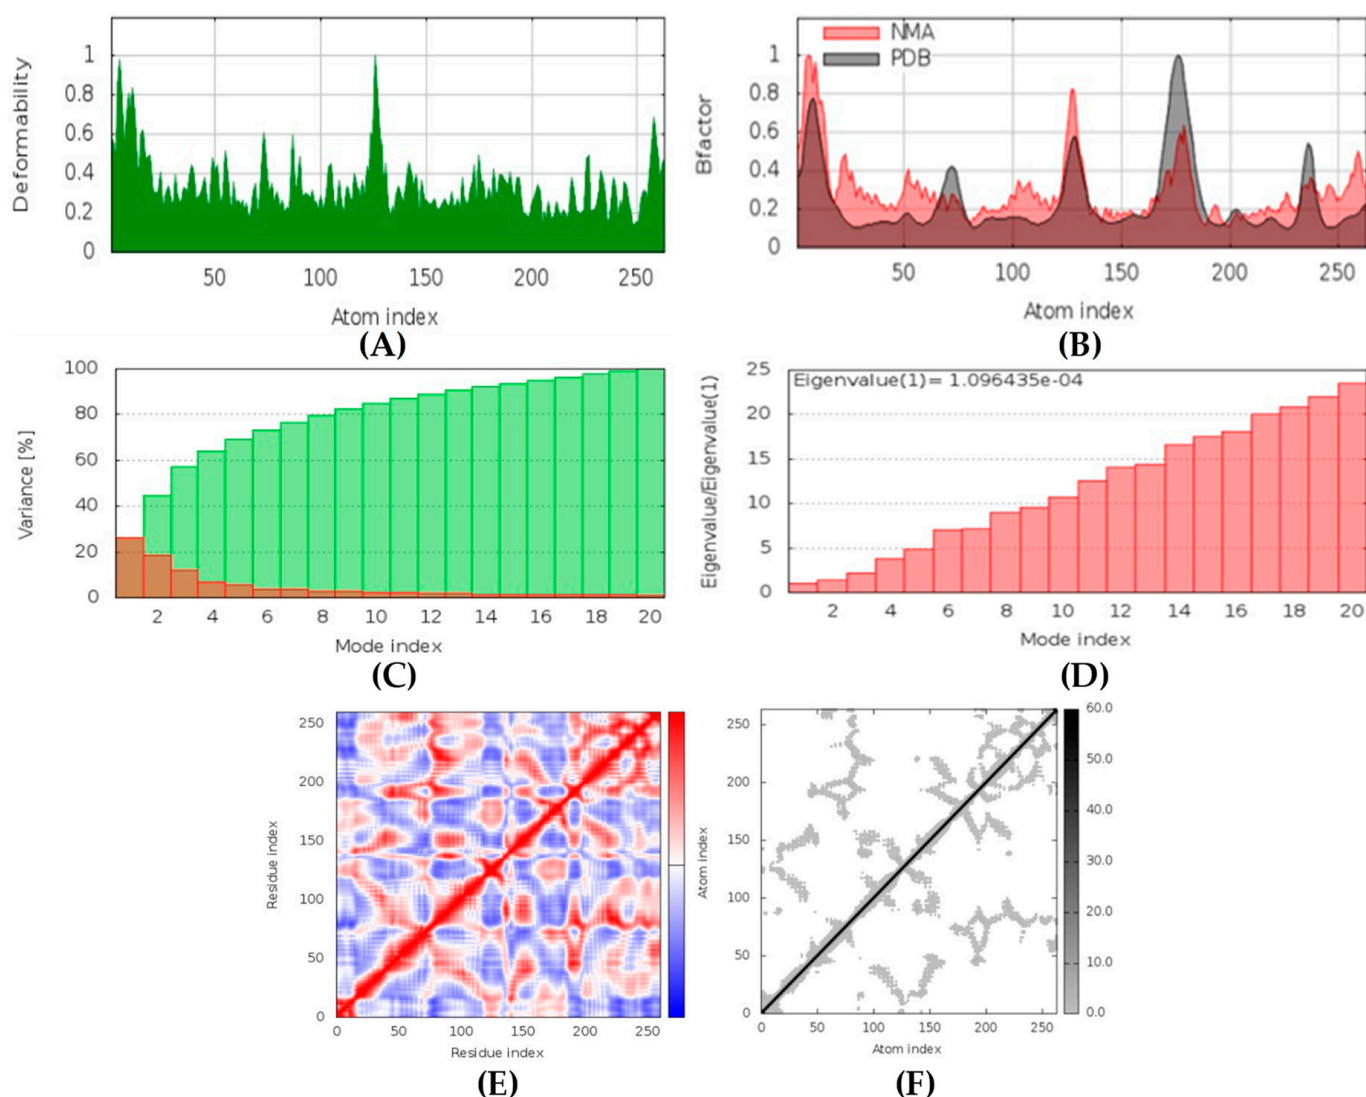 Deformability
1
0.8
0.6
0.4
0.2
0
50 100 150 200 250
Atom index
(A)
Bfactor
NMA
PDB
1
0.8
0.6
0.4
0.2
0
50 100 150 200 250
Atom index
(B)
Variance [%]
100
80
60
40
20
0
2 4 6 8 10 12 14 16 18 20
Mode index
(C)
Eigenvalue/Eigenvalue(1)
Eigenvalue(1)= 1.096435e-04
25
20
15
10
5
0
2 4 6 8 10 12 14 16 18 20
Mode index
(D)
Residue index
250
200
150
100
50
0
0 50 100 150 200 250
Residue index
(E)
Atom index
250
200
150
100
50
0
0 50 100 150 200 250
Atom index
60.0
50.0
40.0
30.0
20.0
10.0
0.0
(F)